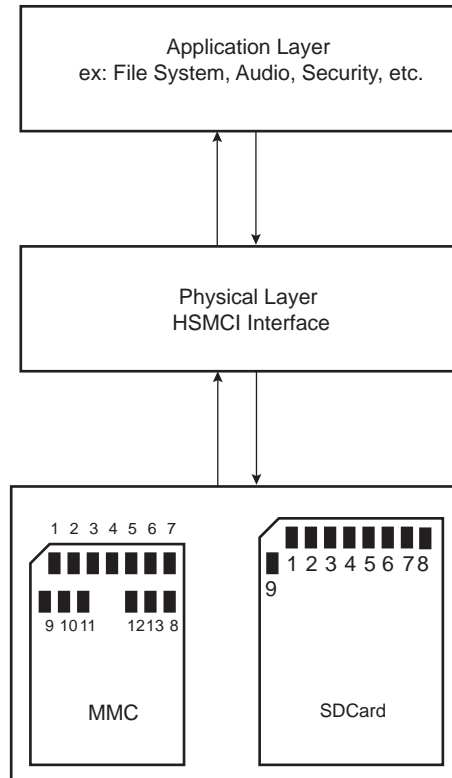 Application Layer
ex: File System, Audio, Security, etc.
Physical Layer
HSMCI Interface
1 2 3 4 5 6 7
9 10 11 12 13 8
MMC
1 2 3 4 5 6 7 8
9
SDCard